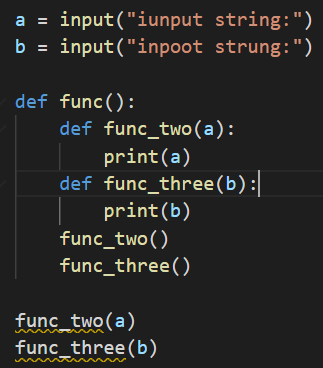 a = input("iunput string:")
b = input("inpoot strung:")

def func():
    def func_two(a):
        print(a)
    def func_three(b):
        print(b)
    func_two()
    func_three()

func_two(a)
func_three(b)